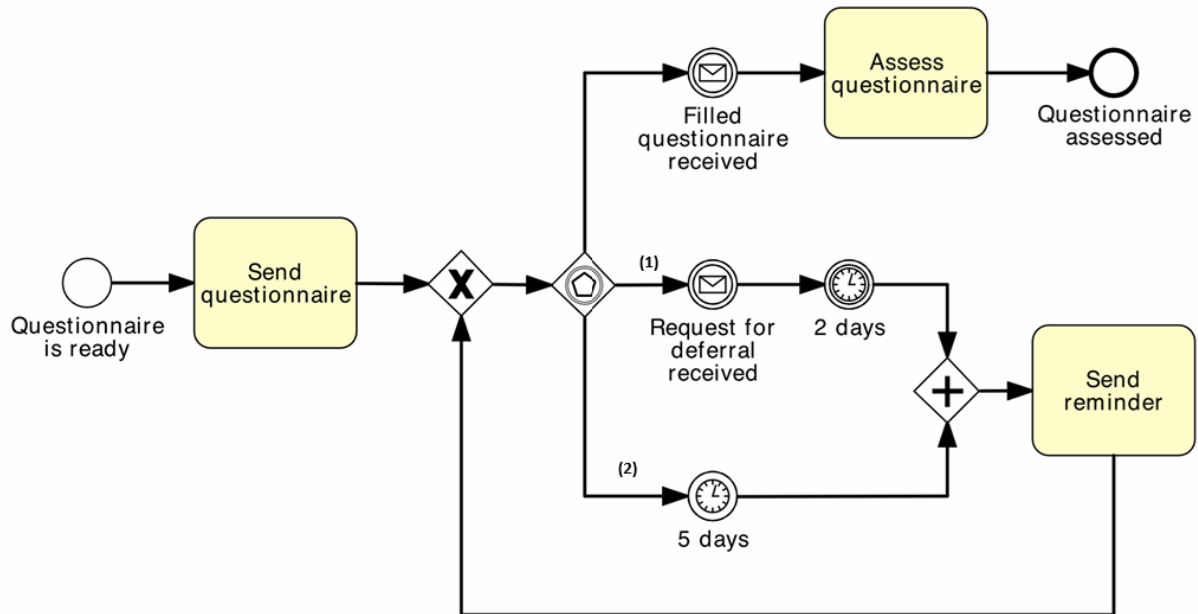 Assess
questionnaire
Filled
questionnaire
received
Questionnaire
assessed
Send
questionnaire
X
(1)
Questionnaire
is ready
Request for
deferral
received
2 days
Send
reminder
(2)
5 days